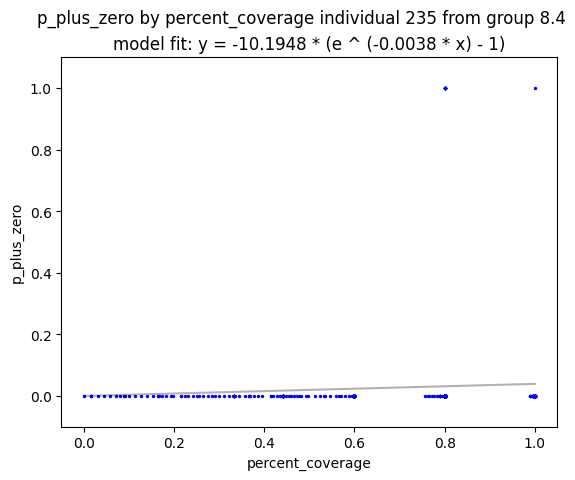 p_plus_zero by percent_coverage individual 235 from group 8.4
model fit: y = -10.1948 * (e ^ (-0.0038 * x) - 1)
1.0
0.8
0.6
0.4
0.2
0.0
p_plus_zero
0.0 0.2 0.4 0.6 0.8 1.0
percent_coverage